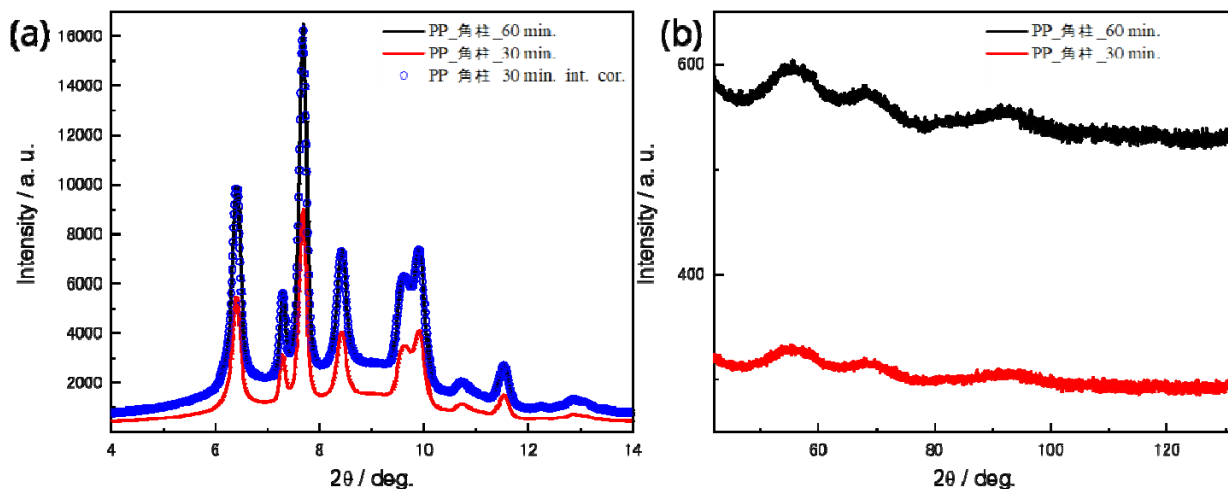 (a)
PP_角柱_60 min.
PP_角柱_30 min.
PP 角柱 30 min. int. cor.
16000
14000
12000
10000
8000
6000
4000
2000
Intensity / a. u.
4 6 8 10 12 14
2θ / deg.
(b)
PP_角柱_60 min.
PP_角柱_30 min.
600
400
Intensity / a. u.
60 80 100 120
2θ / deg.